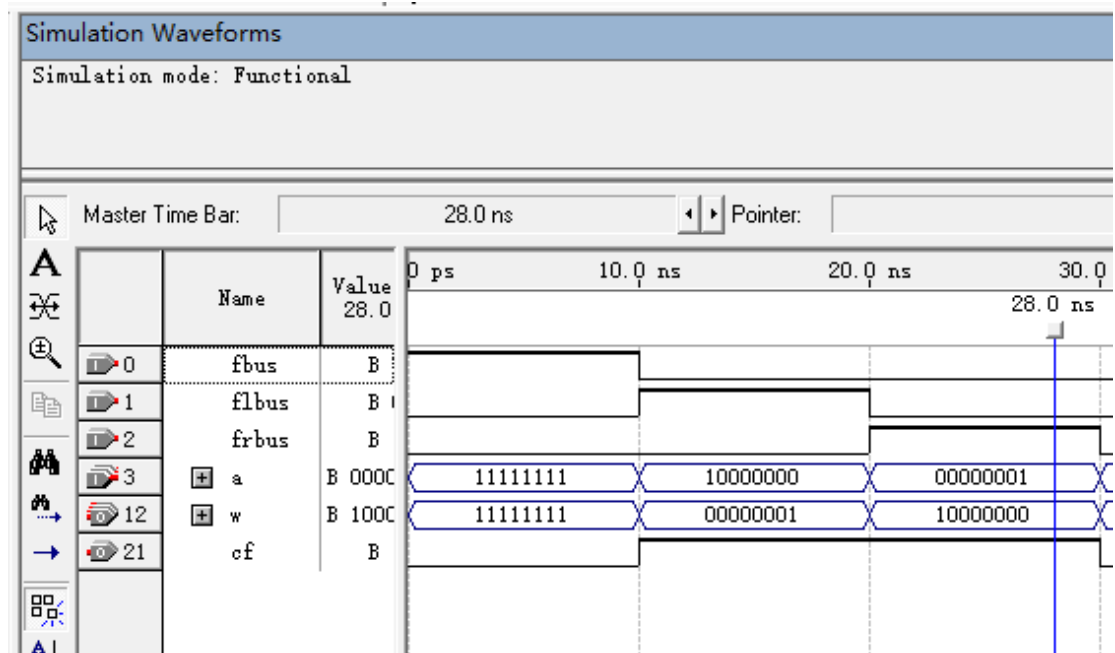 Simulation Waveforms
Simulation mode: Functional
Master Time Bar: 28.0 ns Pointer:
Name Value 28.0
0 ps 10.0 ns 20.0 ns 30.0
28.0 ns
0 fbus B
1 flbus B
2 frbus B
3 a B 0000 11111111 10000000 00000001
12 w B 1000 11111111 00000001 10000000
21 cf B